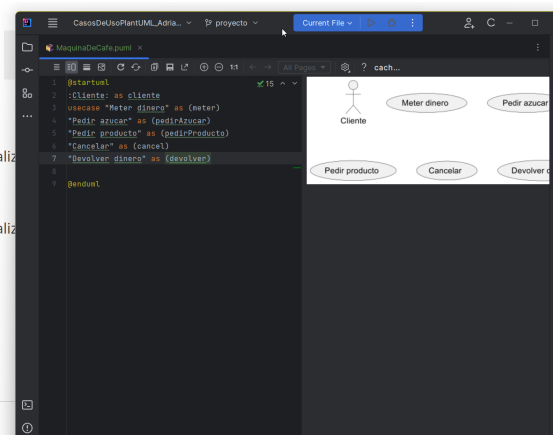 CasosDeUsoPlantUML_Adria...
proyecto
Current File
MaquinaDeCafe.puml
1:1
All Pages
?
cach...
15
1 @startuml
2 :Cliente: as cliente
3 usecase "Meter dinero" as (meter)
4 "Pedir azucar" as (pedirAzucar)
5 "Pedir producto" as (pedirProducto)
6 "Cancelar" as (cancel)
7 "Devolver dinero" as (devolver)
8
9 @enduml
Cliente
Meter dinero
Pedir azucar
Pedir producto
Cancelar
Devolver d
aliz
aliz